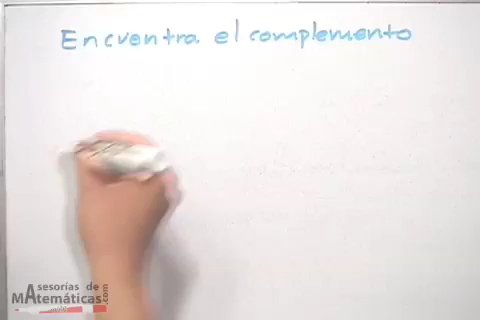 Encuentra el complemento
Asesorías de
Matemáticas.com